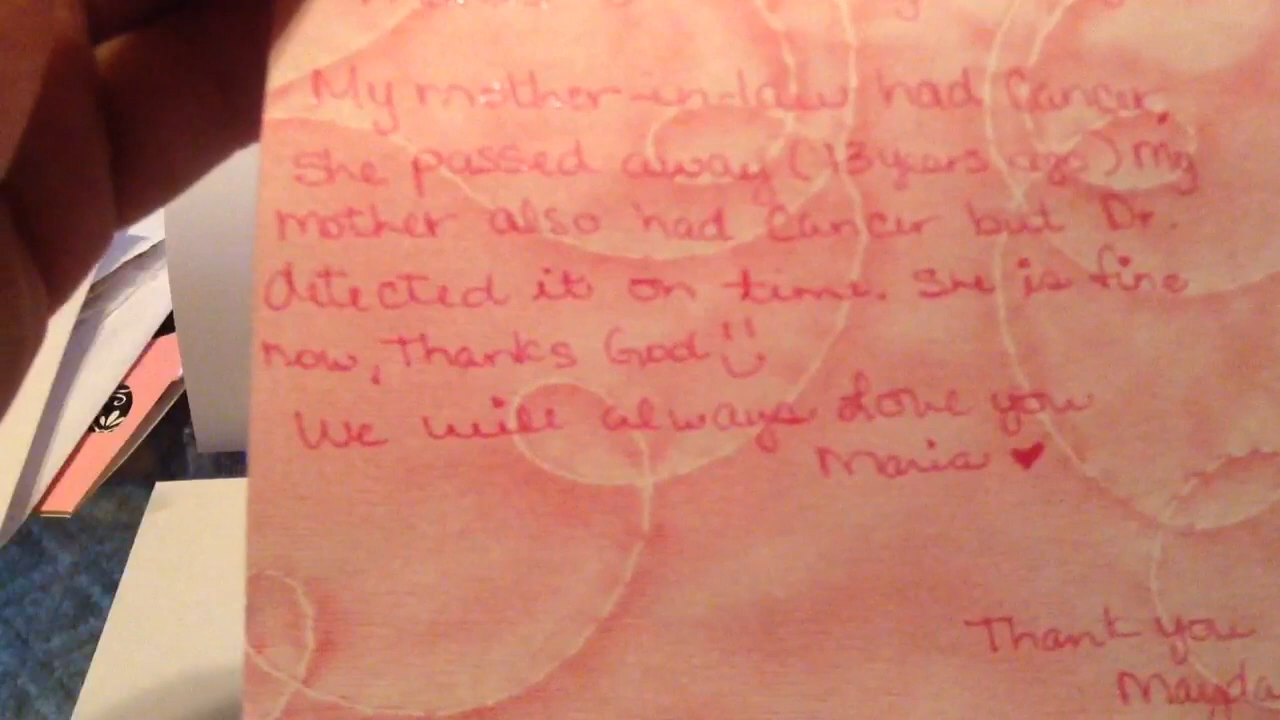 My mother-in-law had Cancer,
She passed away (13 years ago) My
mother also had Cancer but Dr.
detected it on time. She is fine
now, Thanks God !!
We will always Love you
Maria ♥
Thank you
Mayda